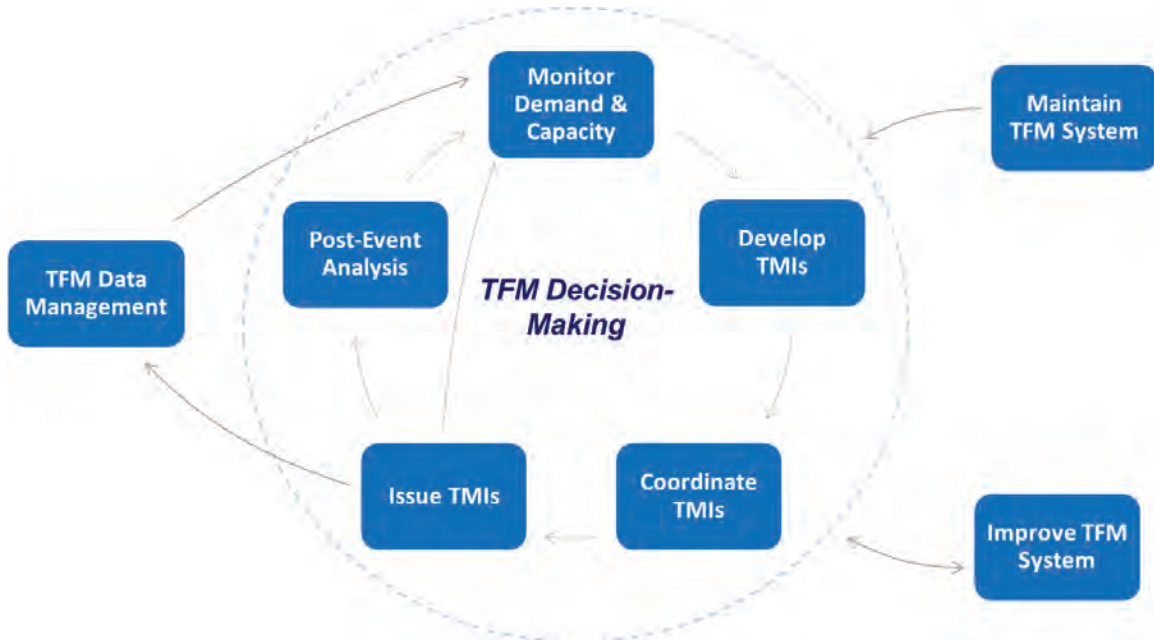 Monitor
Demand &
Capacity
Maintain
TFM System
Post-Event
Analysis
Develop
TMIs
TFM Data
Management
TFM Decision-
Making
Issue TMIs
Coordinate
TMIs
Improve TFM
System